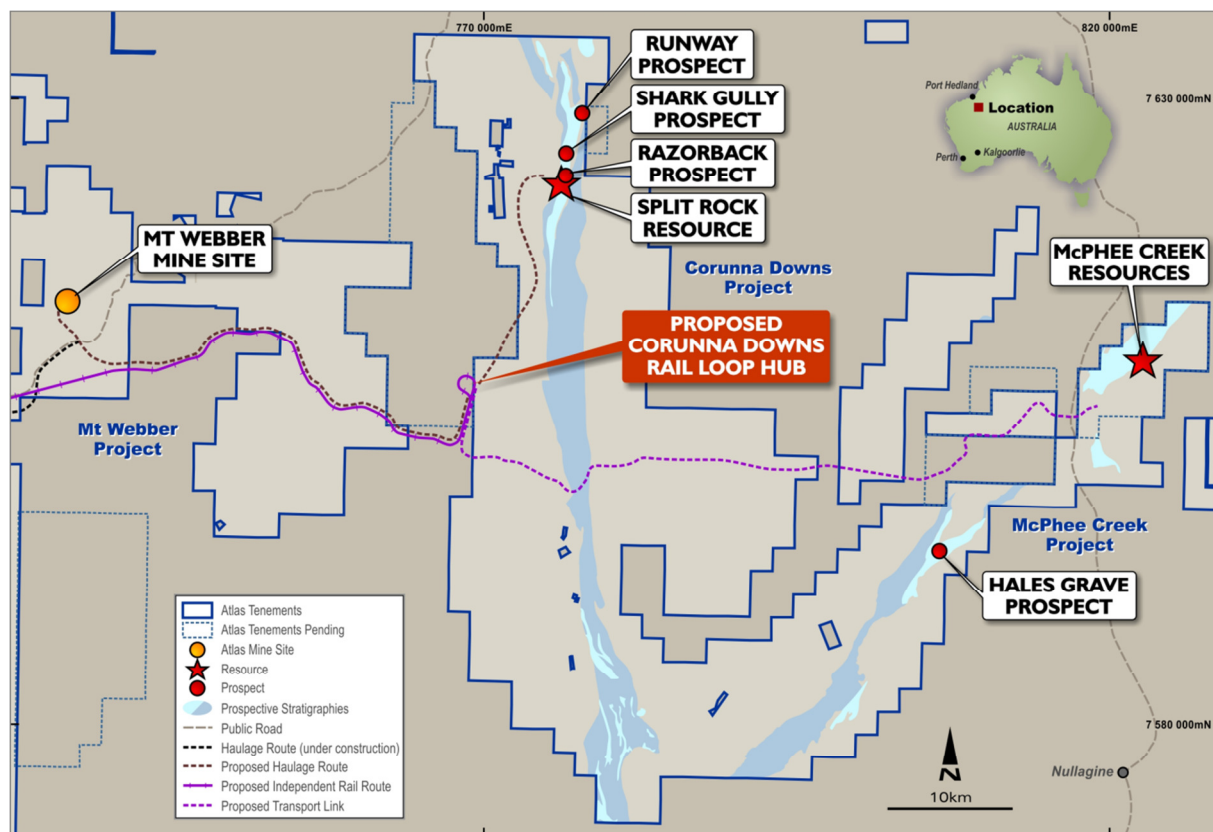 770 000mE
820 000mE
RUNWAY
PROSPECT
Port Hedland
Location
AUSTRALIA
Perth
Kalgoorlie
7 630 000mN
SHARK GULLY
PROSPECT
RAZORBACK
PROSPECT
SPLIT ROCK
RESOURCE
MT WEBBER
MINE SITE
McPHEE CREEK
RESOURCES
Corunna Downs
Project
PROPOSED
CORUNNA DOWNS
RAIL LOOP HUB
Mt Webber
Project
McPhee Creek
Project
HALES GRAVE
PROSPECT
Atlas Tenements
Atlas Tenements Pending
Atlas Mine Site
Resource
Prospect
Prospective Stratigraphies
Public Road
Haulage Route (under construction)
Proposed Haulage Route
Proposed Independent Rail Route
Proposed Transport Link
7 580 000mN
N
10km
Nullagine